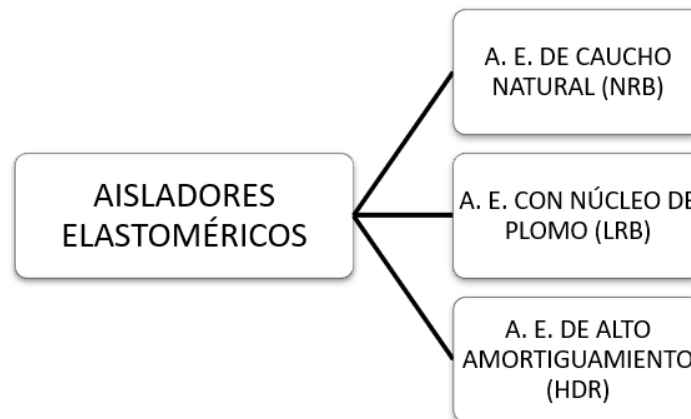 AISLADORES
ELASTOMÉRICOS
A. E. DE CAUCHO
NATURAL (NRB)
A. E. CON NÚCLEO DE
PLOMO (LRB)
A. E. DE ALTO
AMORTIGUAMIENTO
(HDR)